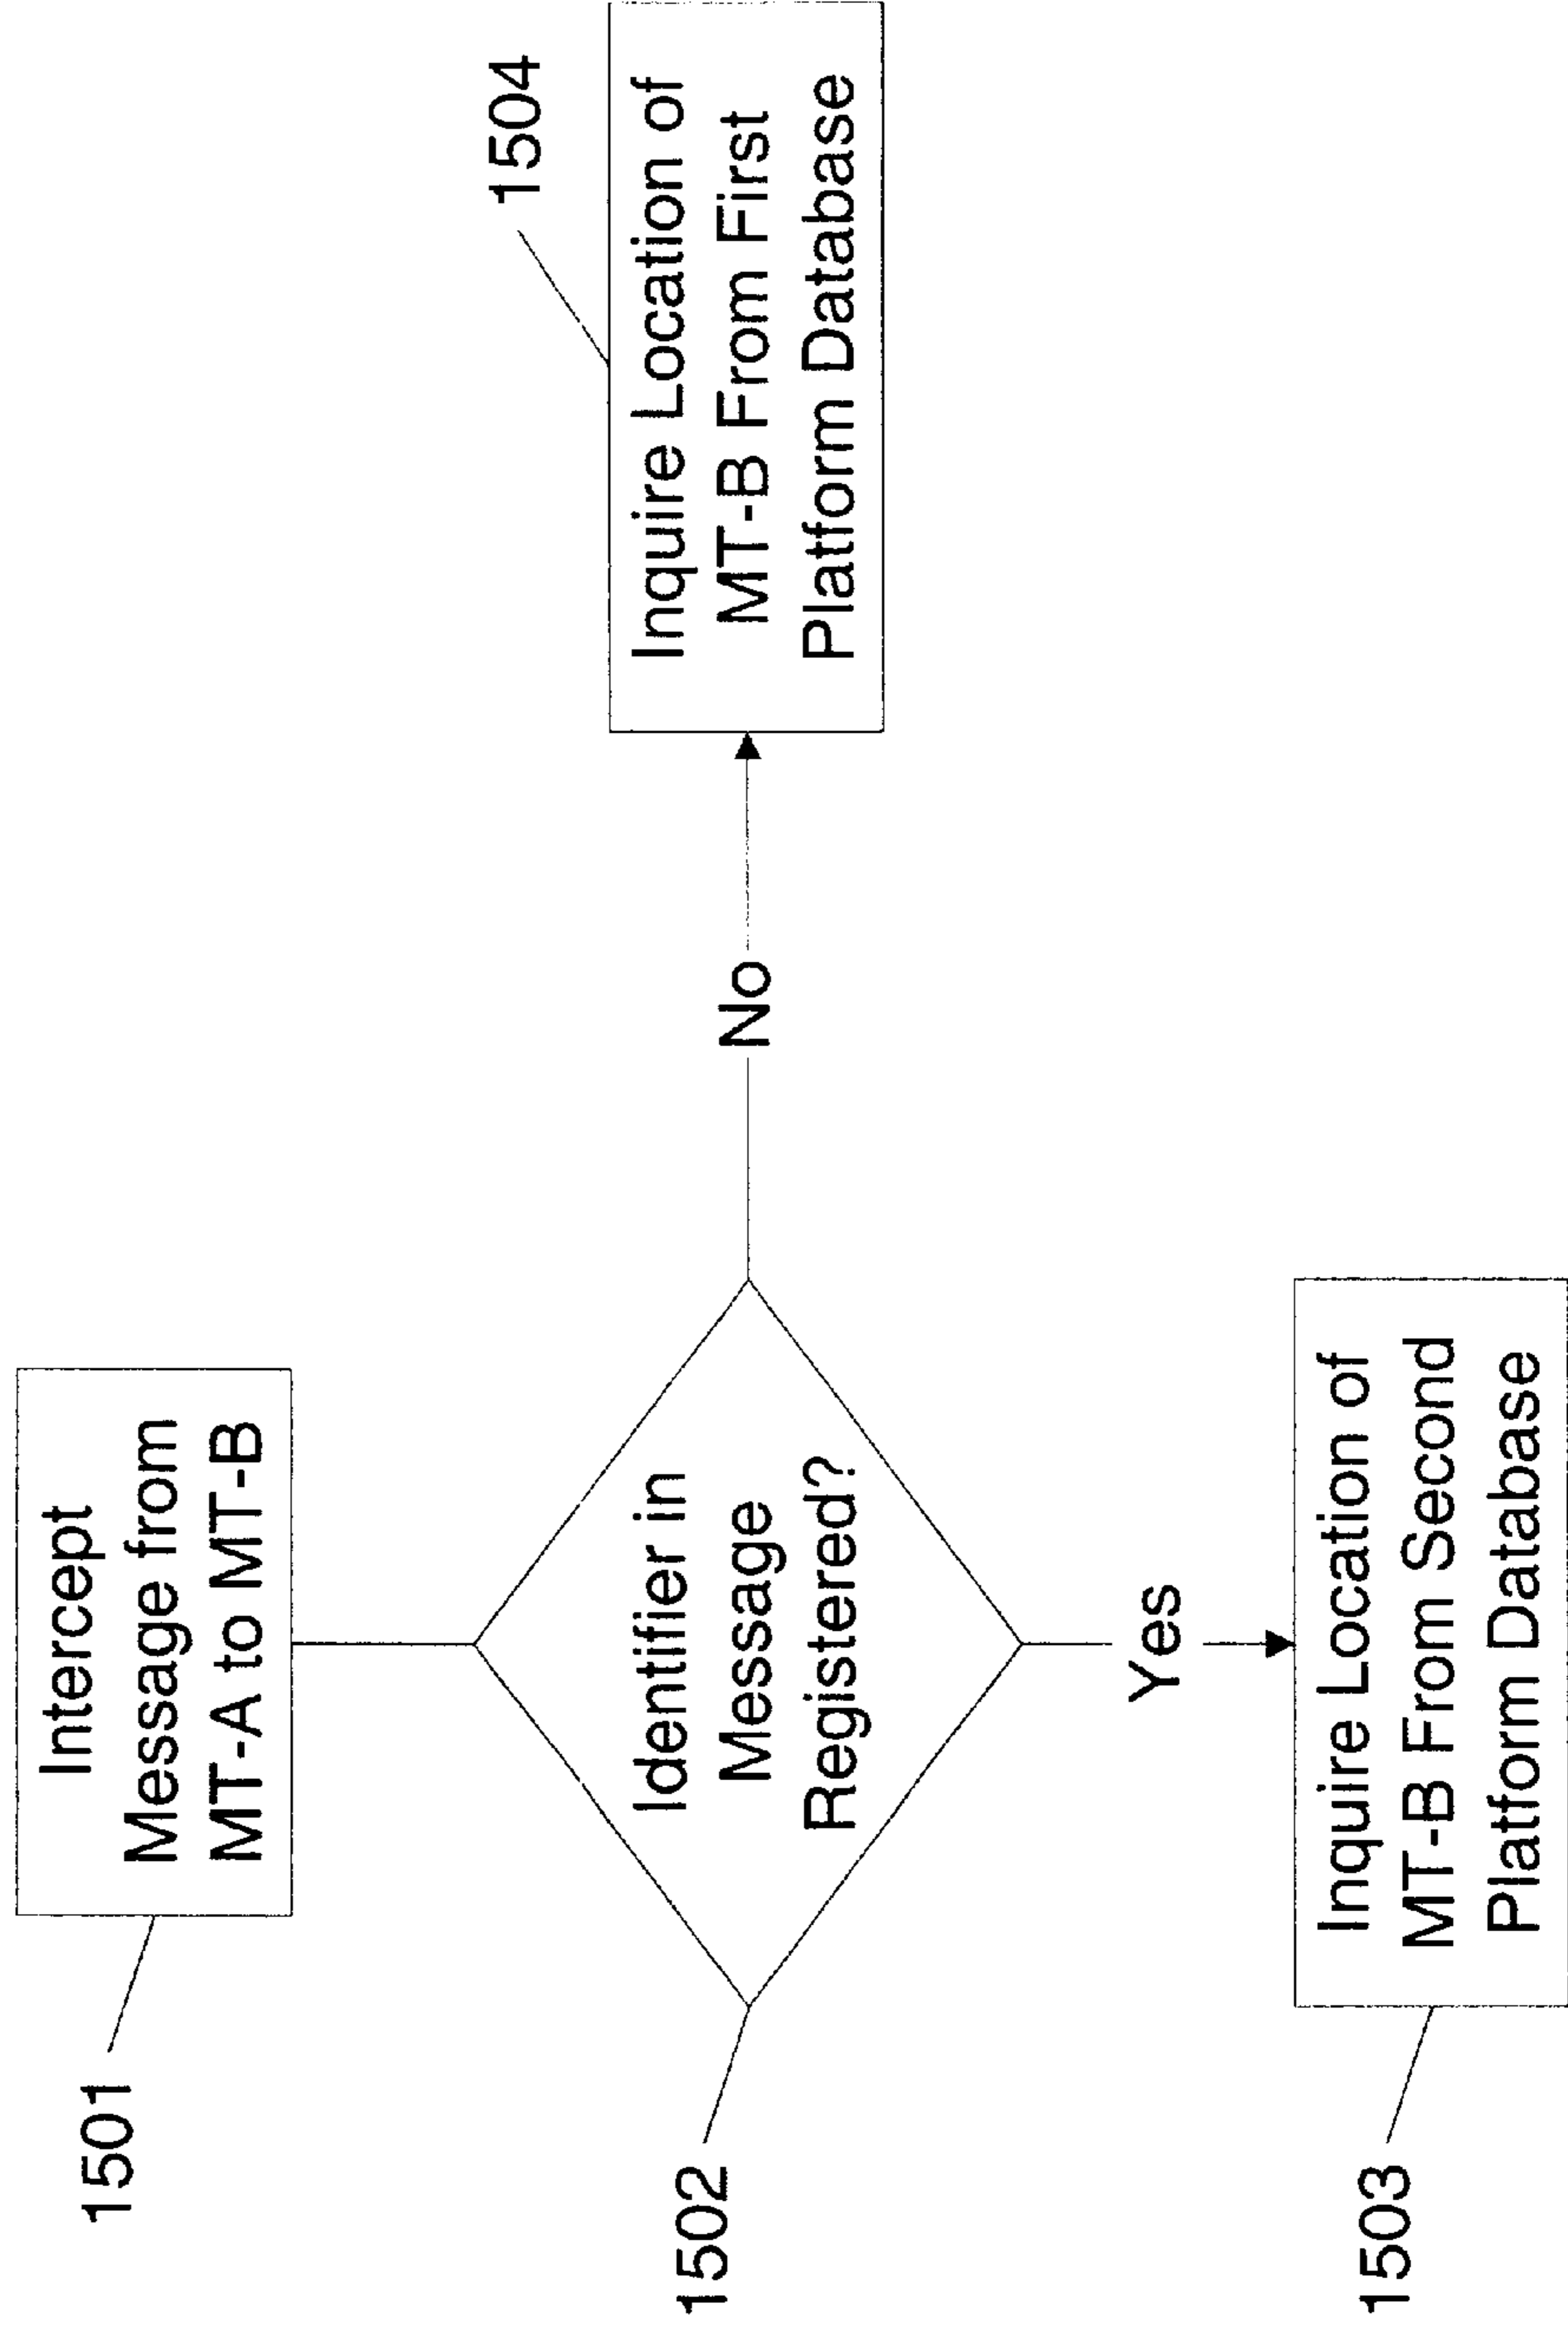 1501
Intercept
Message from
MT-A to MT-B
1502
Identifier in
Message
Registered?
No
1504
Inquire Location of
MT-B From First
Platform Database
Yes
1503
Inquire Location of
MT-B From Second
Platform Database